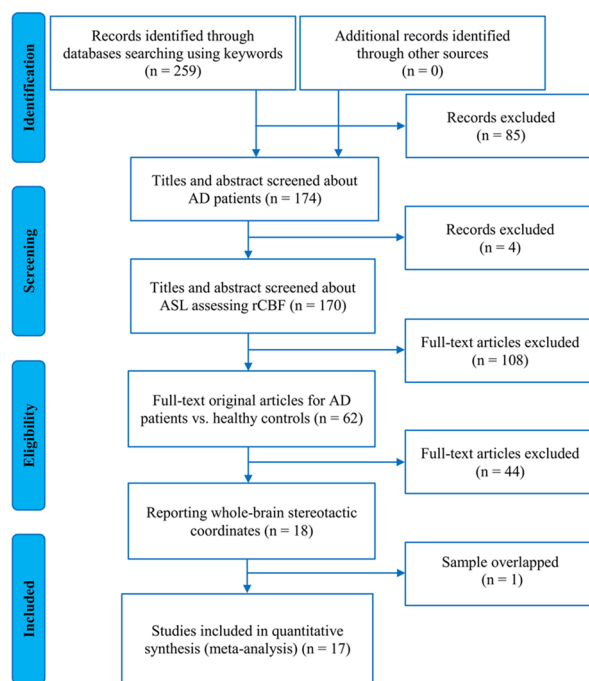 Identification
Records identified through
databases searching using keywords
(n = 259)
Additional records identified
through other sources
(n = 0)
Records excluded
(n = 85)
Titles and abstract screened about
AD patients (n = 174)
Screening
Records excluded
(n = 4)
Titles and abstract screened about
ASL assessing rCBF (n = 170)
Full-text articles excluded
(n = 108)
Eligibility
Full-text original articles for AD
patients vs. healthy controls (n = 62)
Full-text articles excluded
(n = 44)
Reporting whole-brain stereotactic
coordinates (n = 18)
Included
Sample overlapped
(n = 1)
Studies included in quantitative
synthesis (meta-analysis) (n = 17)